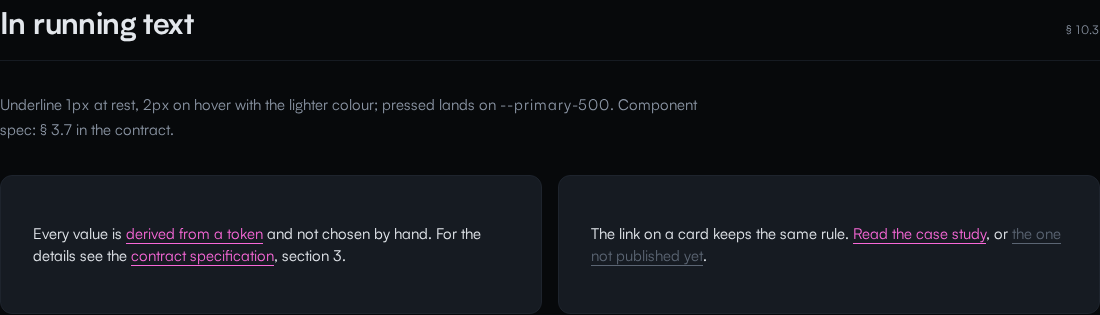 In running text
§ 10.3
Underline 1px at rest, 2px on hover with the lighter colour; pressed lands on --primary-500. Component
spec: § 3.7 in the contract.
Every value is derived from a token and not chosen by hand. For the
details see the contract specification, section 3.
The link on a card keeps the same rule. Read the case study, or the one
not published yet.